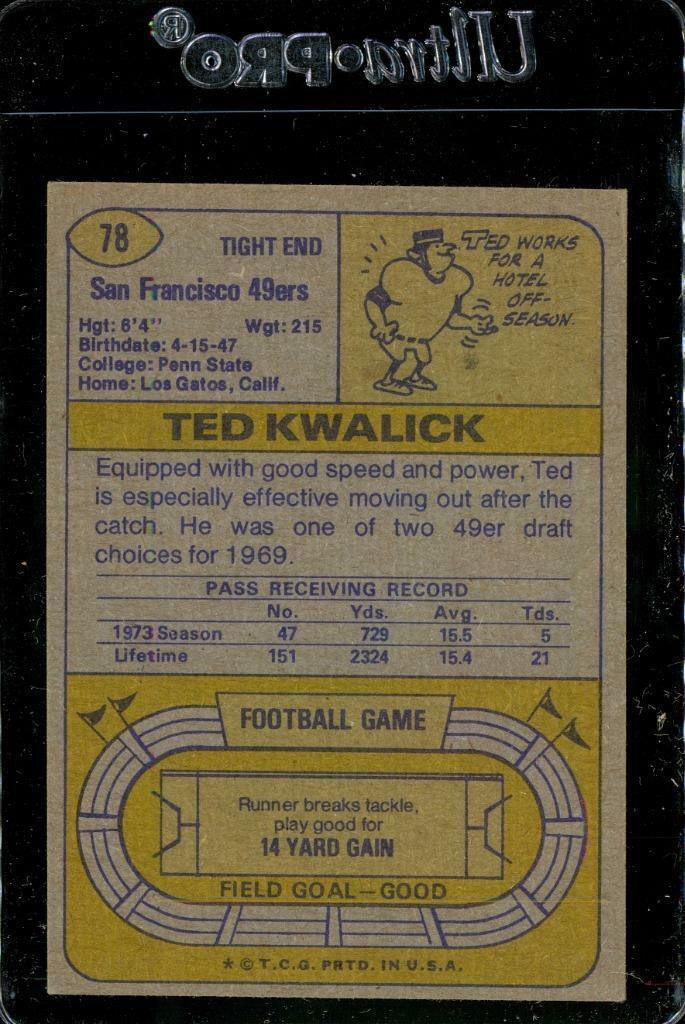 Ultra•PRO®
78
TIGHT END
San Francisco 49ers
Hgt: 6'4" Wgt: 215
Birthdate: 4-15-47
College: Penn State
Home: Los Gatos, Calif.
TED WORKS
FOR A
HOTEL
OFF-
SEASON.
TED KWALICK
Equipped with good speed and power, Ted
is especially effective moving out after the
catch. He was one of two 49er draft
choices for 1969.
PASS RECEIVING RECORD
No. Yds. Avg. Tds.
1973 Season 47 729 15.5 5
Lifetime 151 2324 15.4 21
FOOTBALL GAME
Runner breaks tackle,
play good for
14 YARD GAIN
FIELD GOAL—GOOD
* © T.C.G. PRTD. IN U.S.A.